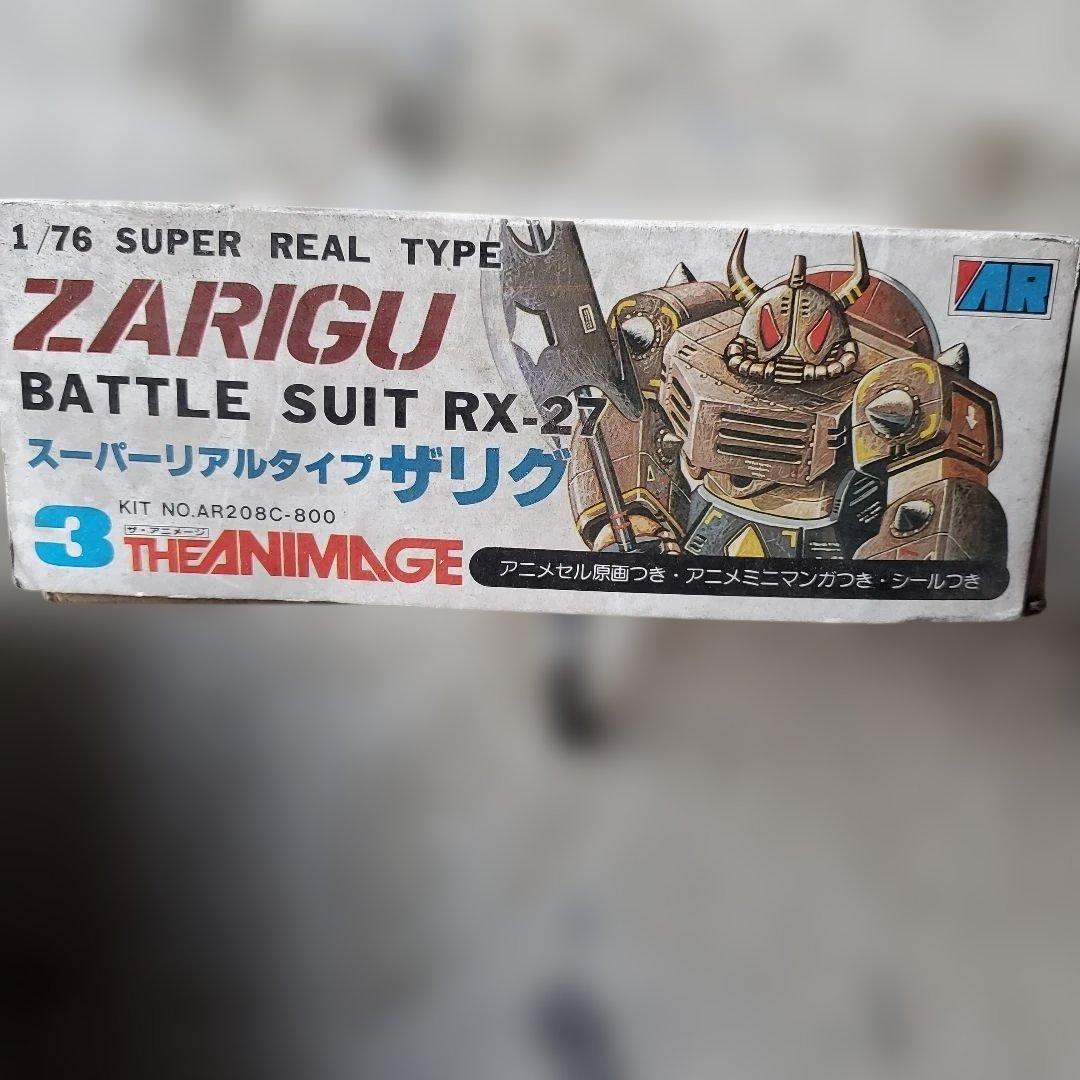 1/76 SUPER REAL TYPE
ZARIGU
BATTLE SUIT RX-27
スーパーリアルタイプ ザリグ
3
KIT NO.AR208C-800
ザ・アニメージ
THE ANIMAGE
アニメセル原画つき・アニメミニマンガつき・シールつき
AR